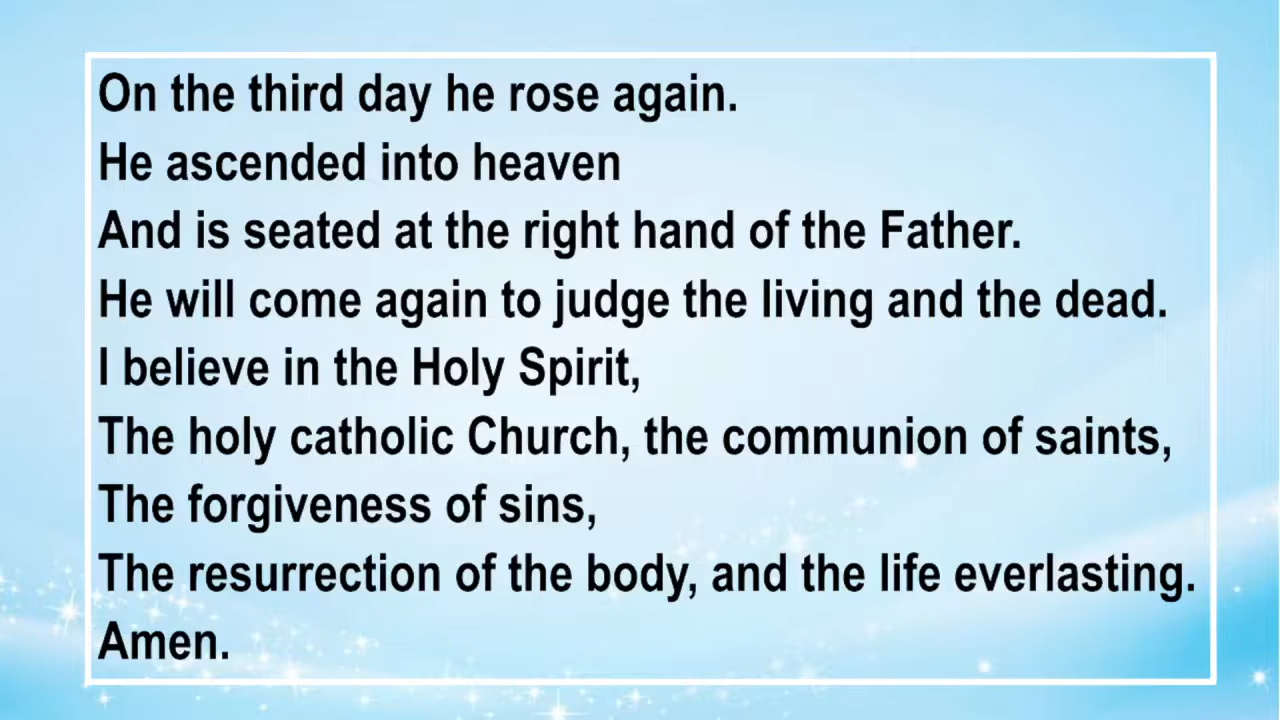 On the third day he rose again.
He ascended into heaven
And is seated at the right hand of the Father.
He will come again to judge the living and the dead.
I believe in the Holy Spirit,
The holy catholic Church, the communion of saints,
The forgiveness of sins,
The resurrection of the body, and the life everlasting.
Amen.